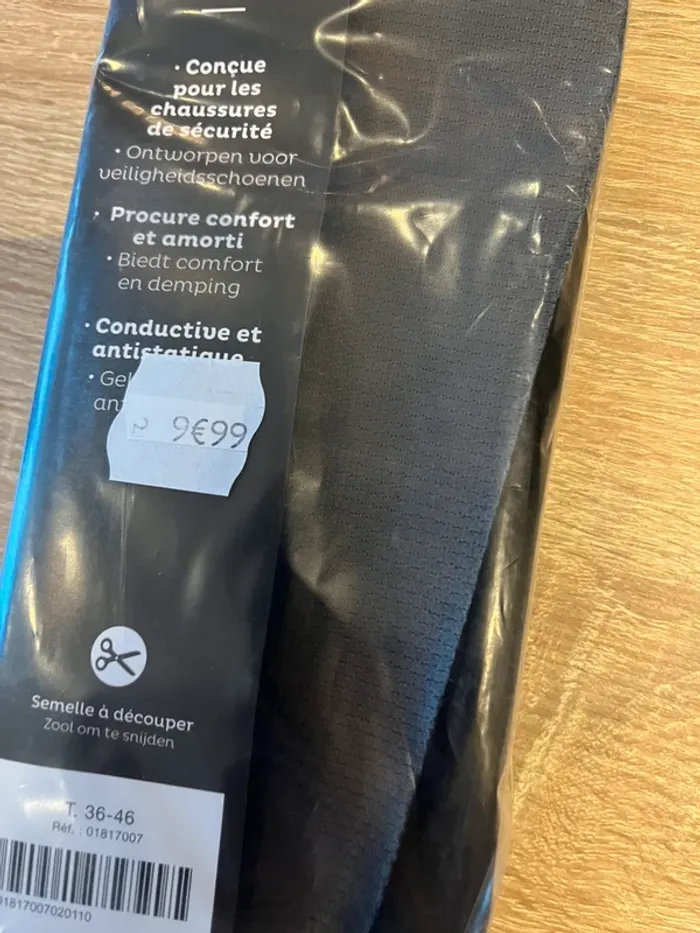 · Conçue
pour les
chaussures
de sécurité
• Ontworpen voor
veiligheidsschoenen
· Procure confort
et amorti
• Biedt comfort
en demping
· Conductive et
antistatique
9€99
Semelle à découper
Zool om te snijden
T. 36-46
Réf. : 01817007
01817007020110